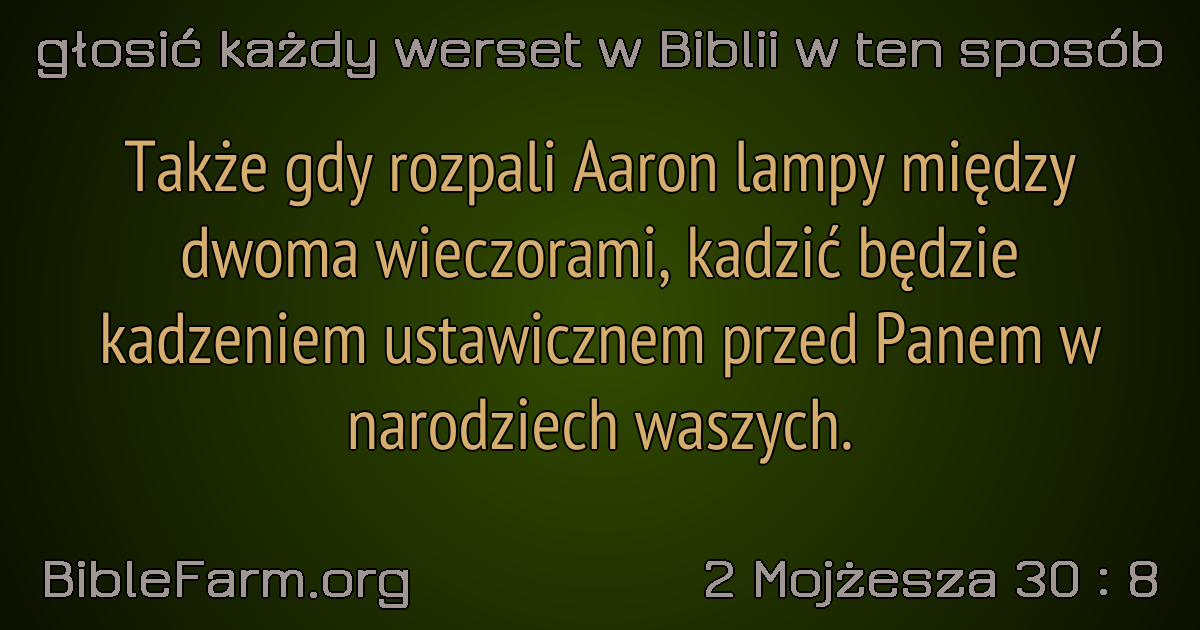 głosić każdy werset w Biblii w ten sposób
Także gdy rozpali Aaron lampy między
dwoma wieczorami, kadzić będzie
kadzeniem ustawicznem przed Panem w
narodziech waszych.
BibleFarm.org
2 Mojżesza 30 : 8